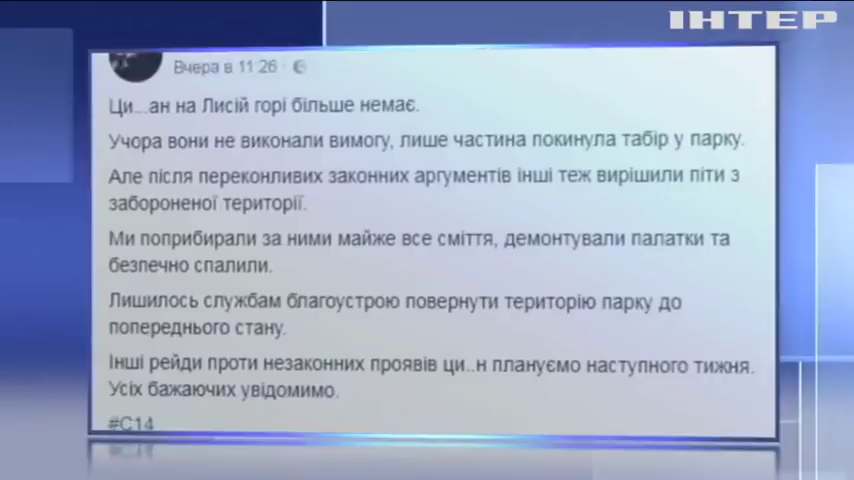 ІНТЕР
Вчера в 11:26
Ци...ан на Лисій горі більше немає.
Учора вони не виконали вимогу, лише частина покинула табір у парку.
Але після переконливих законних аргументів інші теж вирішили піти з
забороненої території.
Ми поприбирали за ними майже все сміття, демонтували палатки та
безпечно спалили.
Лишилось службам благоустрою повернути територію парку до
попереднього стану.
Інші рейди проти незаконних проявів ци..н плануємо наступного тижня.
Усіх бажаючих увідомимо.
#C14